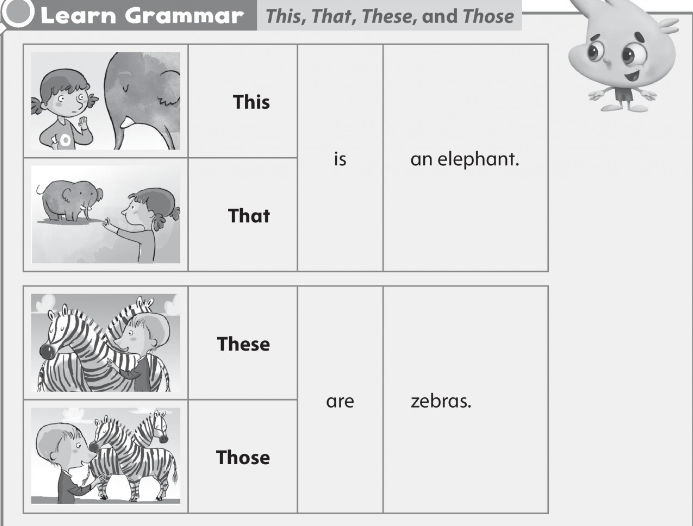 Learn Grammar This, That, These, and Those
This
is
an elephant.
That
These
are
zebras.
Those